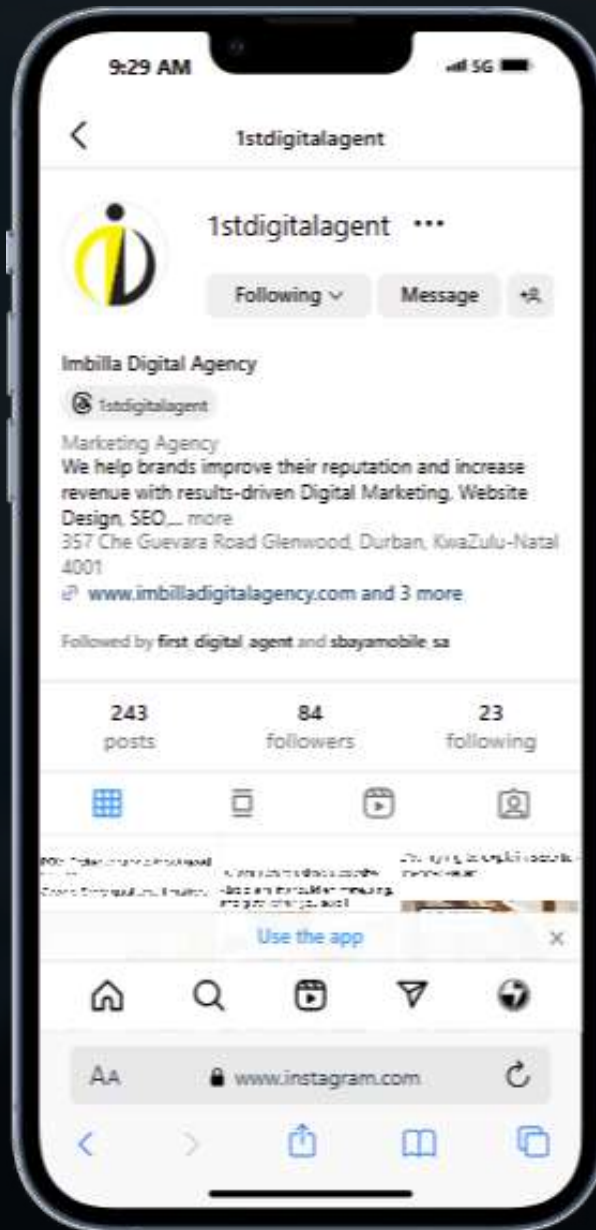 9:29 AM
5G
1stdigitalagent
1stdigitalagent
Following
Message
Imbilla Digital Agency
1stdigitalagent
Marketing Agency
We help brands improve their reputation and increase
revenue with results-driven Digital Marketing, Website
Design, SEO,... more
357 Che Guevara Road Glenwood, Durban, KwaZulu-Natal
4001
www.imbilladigitalagency.com and 3 more
Followed by first_digital_agent and sbayamobile_sa
243 84 23
posts followers following
Use the app
AA www.instagram.com